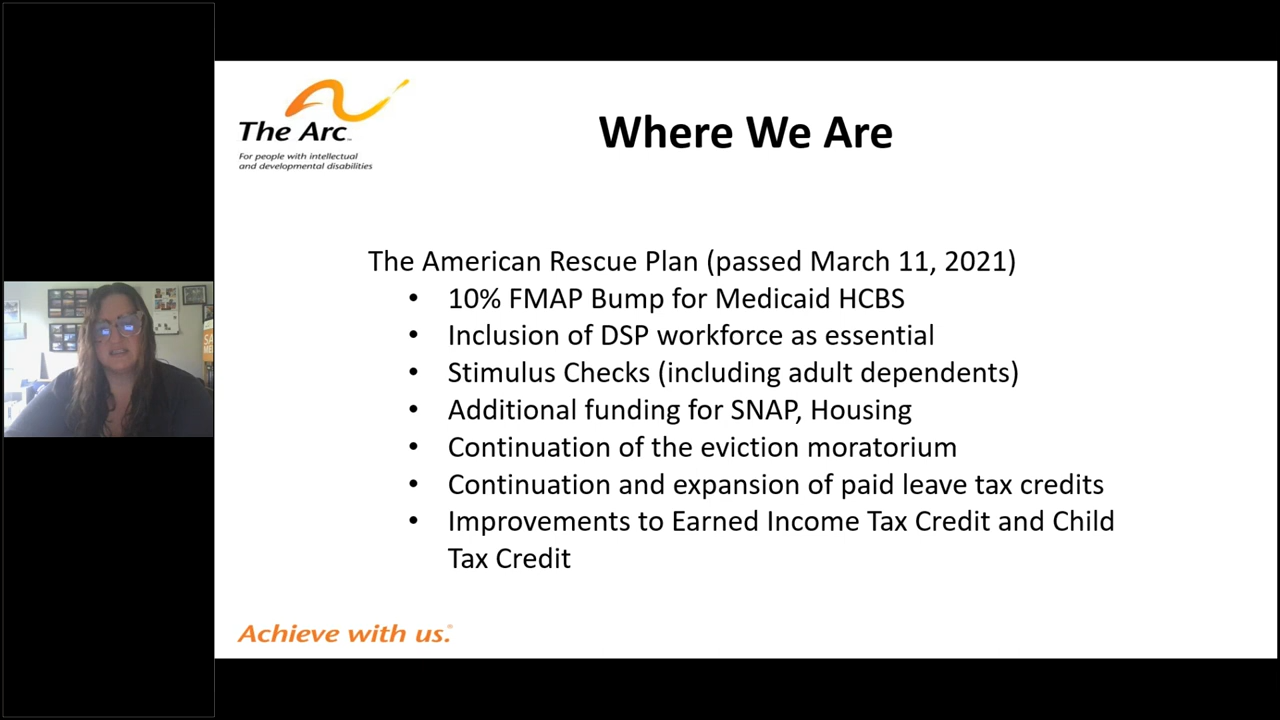 The Arc™
For people with intellectual
and developmental disabilities
Where We Are
The American Rescue Plan (passed March 11, 2021)
• 10% FMAP Bump for Medicaid HCBS
• Inclusion of DSP workforce as essential
• Stimulus Checks (including adult dependents)
• Additional funding for SNAP, Housing
• Continuation of the eviction moratorium
• Continuation and expansion of paid leave tax credits
• Improvements to Earned Income Tax Credit and Child
Tax Credit
Achieve with us.®